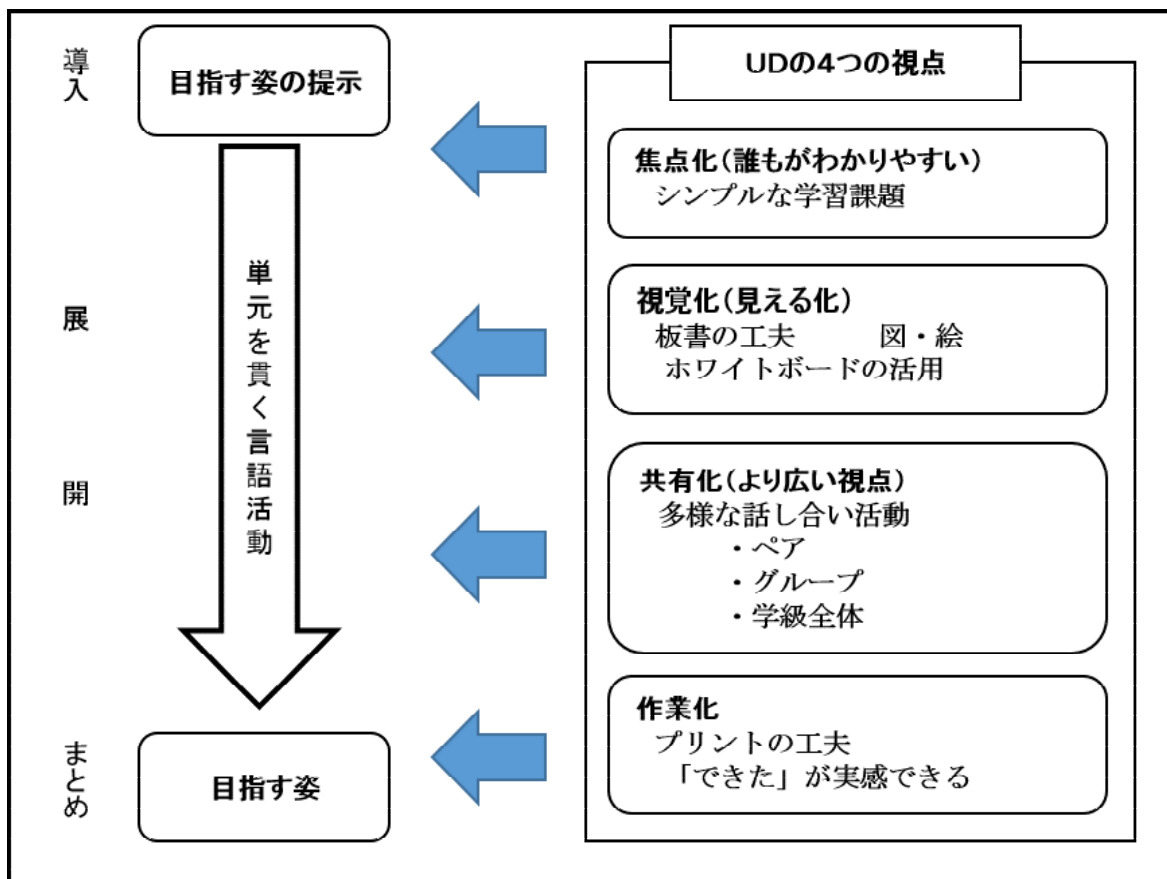 導入
目指す姿の提示
単元を貫く言語活動
展
開
まとめ
目指す姿
UDの4つの視点
焦点化(誰もがわかりやすい)
シンプルな学習課題
視覚化(見える化)
板書の工夫　　図・絵
ホワイトボードの活用
共有化(より広い視点)
多様な話し合い活動
・ペア
・グループ
・学級全体
作業化
プリントの工夫
「できた」が実感できる